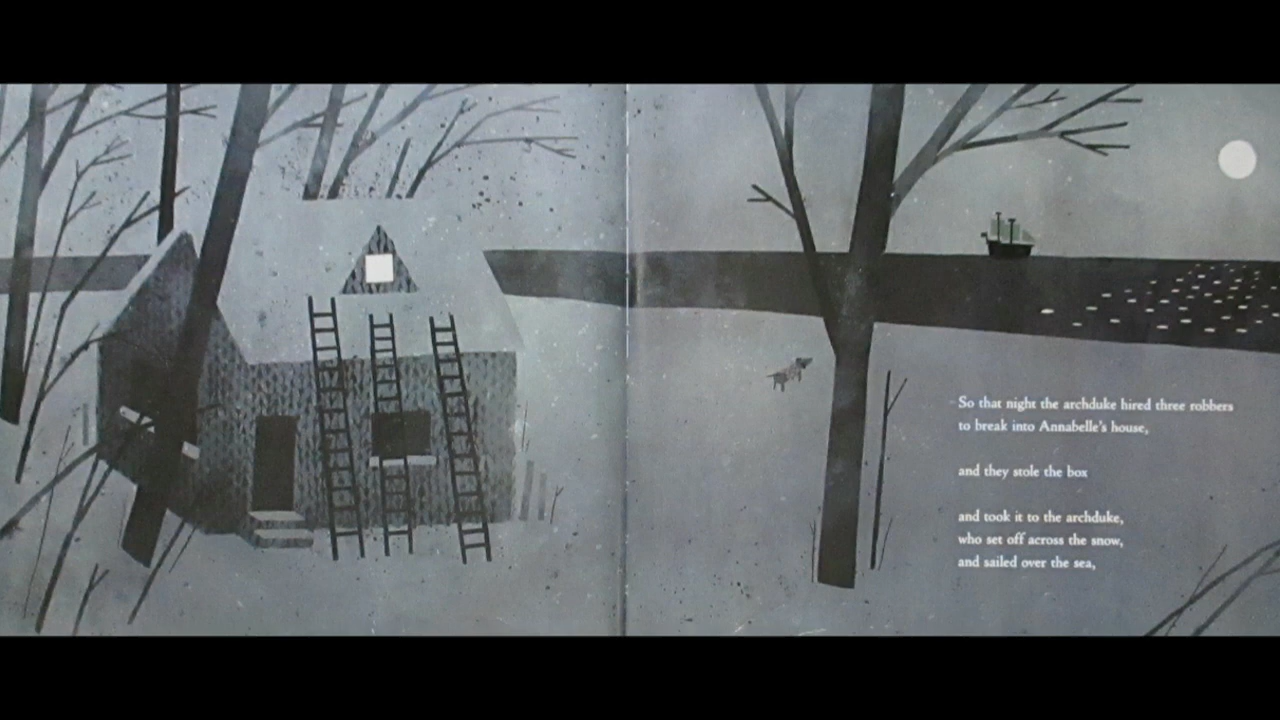 So that night the archduke hired three robbers
to break into Annabelle's house,
and they stole the box
and took it to the archduke,
who set off across the snow,
and sailed over the sea,